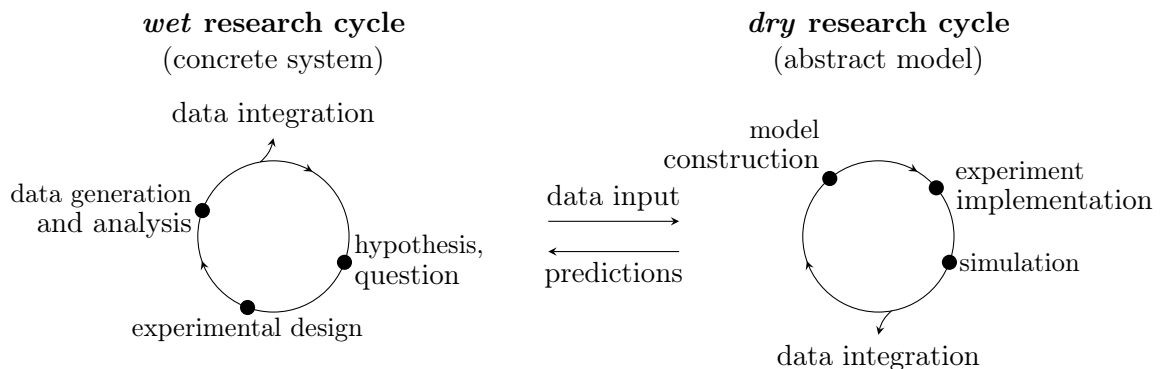 wet research cycle
(concrete system)
data integration
data generation
and analysis
hypothesis,
question
experimental design
data input
predictions
dry research cycle
(abstract model)
model
construction
experiment
implementation
simulation
data integration